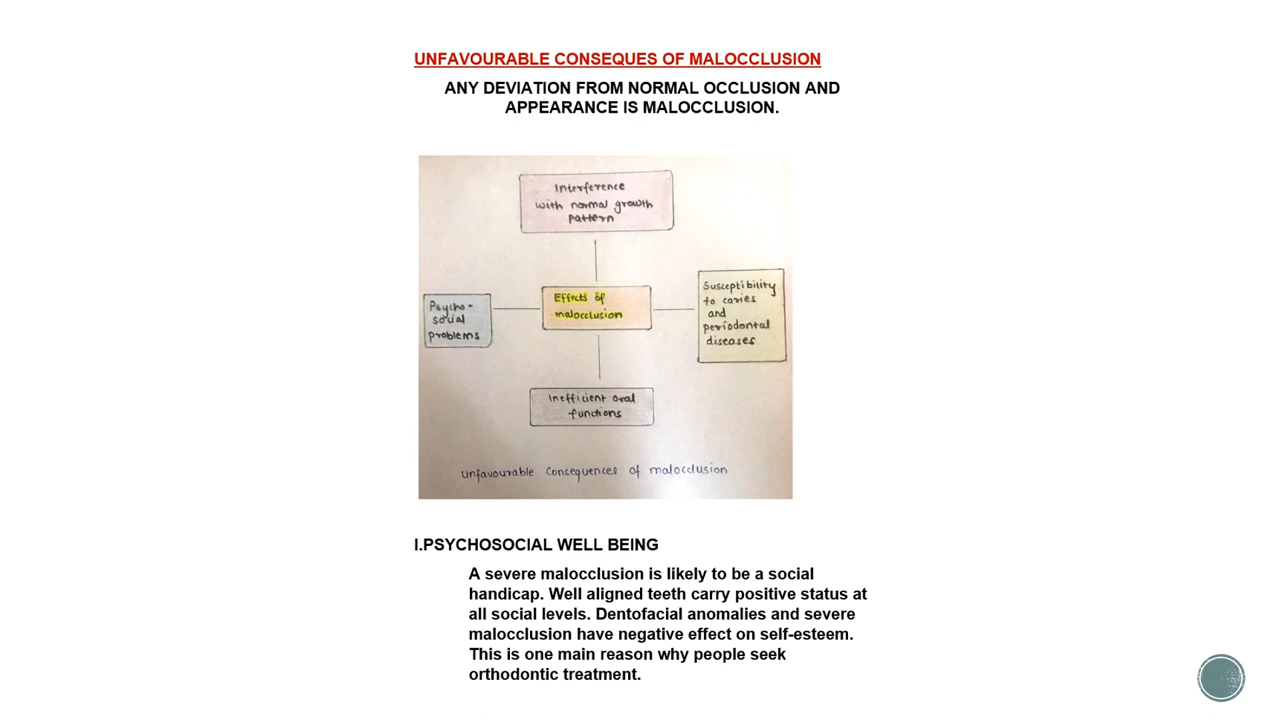 UNFAVOURABLE CONSEQUES OF MALOCCLUSION
ANY DEVIATION FROM NORMAL OCCLUSION AND
APPEARANCE IS MALOCCLUSION.
Interference
with normal growth
pattern
Psycho-
social
problems
Effects of
malocclusion
Susceptibility
to caries
and
periodontal
diseases
Inefficient oral
functions
Unfavourable Consequences of malocclusion
I.PSYCHOSOCIAL WELL BEING
A severe malocclusion is likely to be a social
handicap. Well aligned teeth carry positive status at
all social levels. Dentofacial anomalies and severe
malocclusion have negative effect on self-esteem.
This is one main reason why people seek
orthodontic treatment.